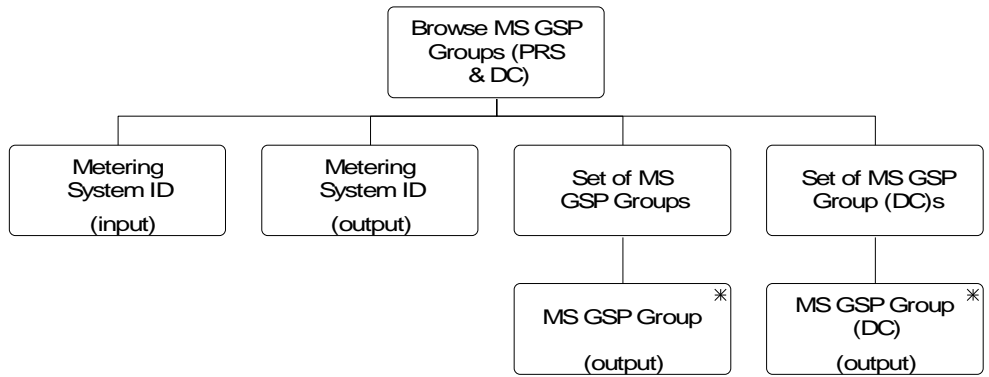 Browse MS GSP
Groups (PRS
& DC)
Metering
System ID
(input)
Metering
System ID
(output)
Set of MS
GSP Groups
Set of MS GSP
Group (DC)s
MS GSP Group
*
(output)
MS GSP Group
*
(DC)
(output)